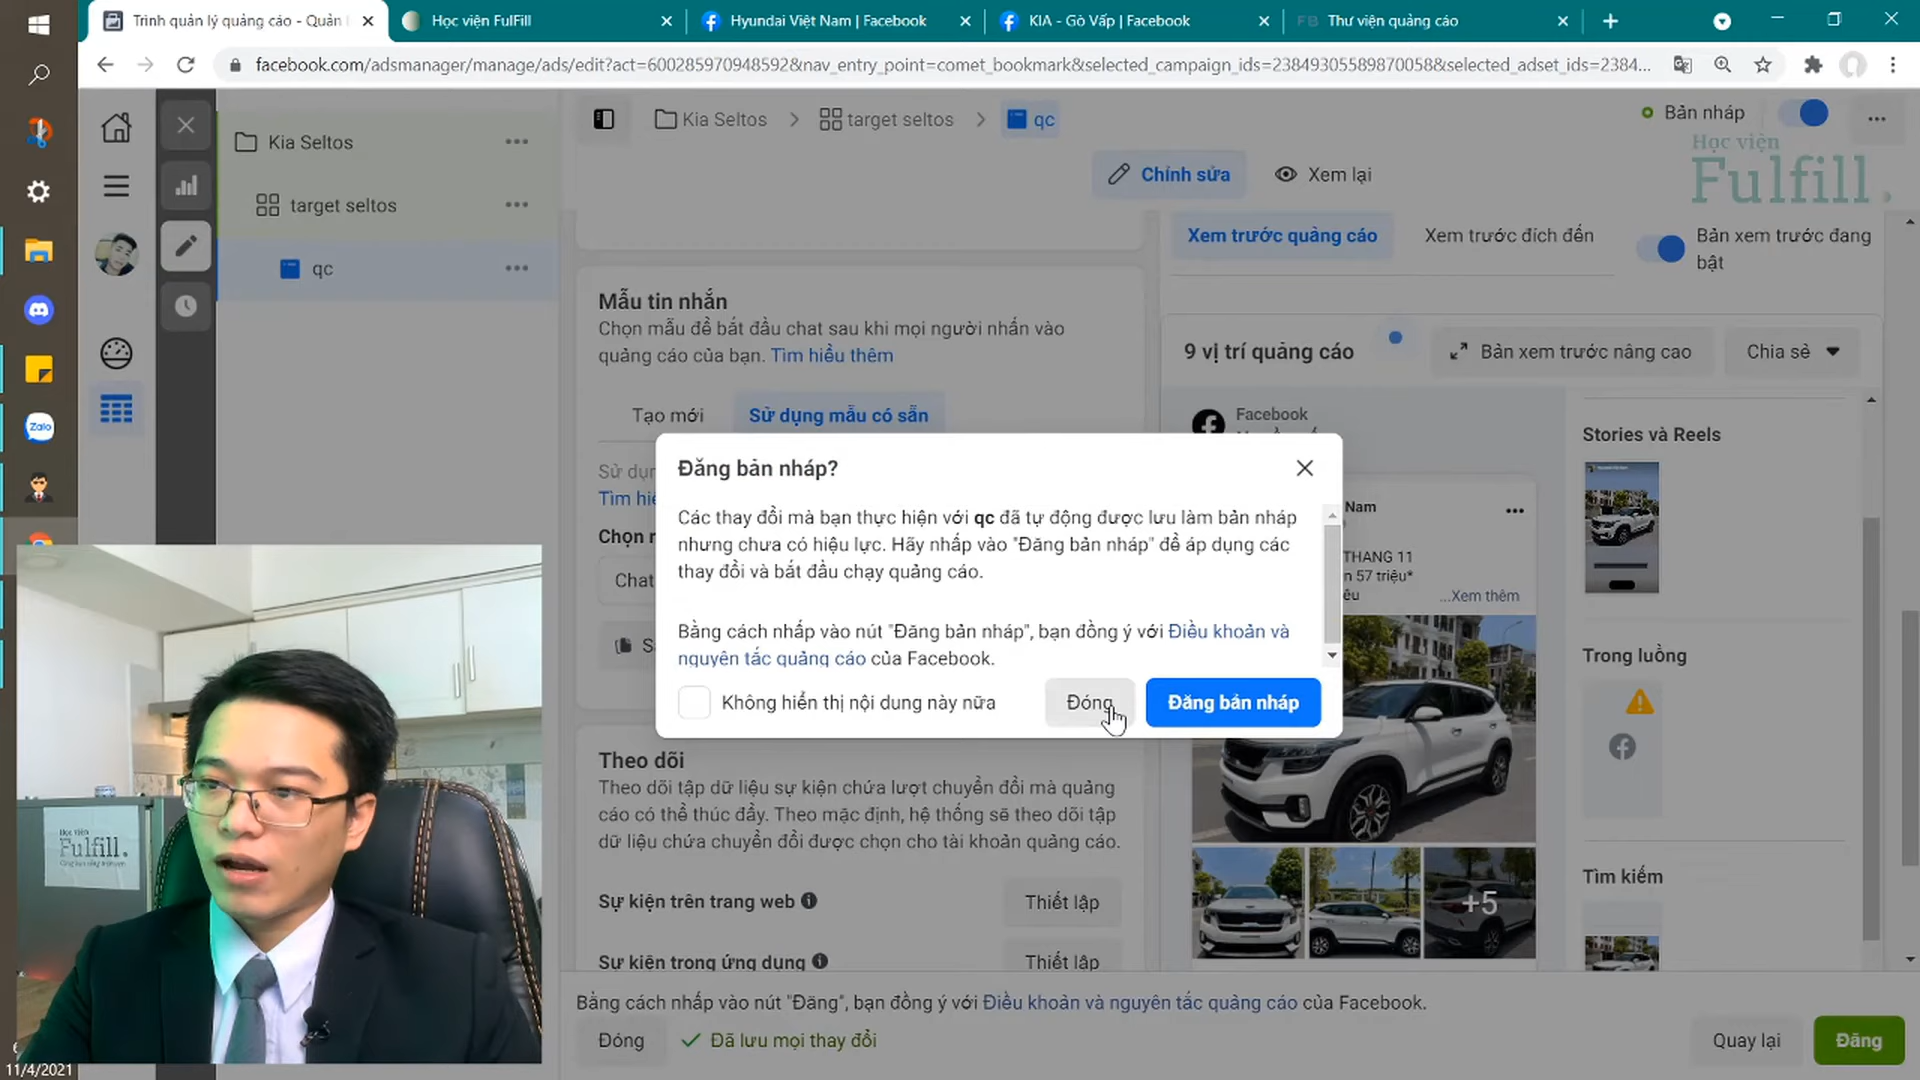 Trình quản lý quảng cáo - Quản l
Học viện FulFill
Hyundai Việt Nam | Facebook
KIA - Gò Vấp | Facebook
Thư viện quảng cáo
facebook.com/adsmanager/manage/ads/edit?act=600285970948592&nav_entry_point=comet_bookmark&selected_campaign_ids=23849305589870058&selected_adset_ids=2384...
Kia Seltos
target seltos
qc
Kia Seltos
target seltos
qc
Bản nháp
Học viện
Fulfill.
Chỉnh sửa
Xem lại
Xem trước quảng cáo
Xem trước đích đến
Bản xem trước đang
bật
Mẫu tin nhắn
Chọn mẫu để bắt đầu chat sau khi mọi người nhấn vào
quảng cáo của bạn. Tìm hiểu thêm
Tạo mới
Sử dụng mẫu có sẵn
9 vị trí quảng cáo
Bản xem trước nâng cao
Chia sẻ
Facebook
Stories và Reels
Nam
THANG 11
n 57 triệu*
...Xem thêm
Đăng bản nháp?
Các thay đổi mà bạn thực hiện với qc đã tự động được lưu làm bản nháp
nhưng chưa có hiệu lực. Hãy nhấp vào "Đăng bản nháp" để áp dụng các
thay đổi và bắt đầu chạy quảng cáo.
Bằng cách nhấp vào nút "Đăng bản nháp", bạn đồng ý với Điều khoản và
nguyên tắc quảng cáo của Facebook.
Không hiển thị nội dung này nữa
Đóng
Đăng bản nháp
Chat
Trong luồng
Tìm kiếm
+5
Theo dõi
Theo dõi tập dữ liệu sự kiện chứa lượt chuyển đổi mà quảng
cáo có thể thúc đẩy. Theo mặc định, hệ thống sẽ theo dõi tập
dữ liệu chứa chuyển đổi được chọn cho tài khoản quảng cáo.
Sự kiện trên trang web
Thiết lập
Sự kiện trong ứng dụng
Thiết lập
Bằng cách nhấp vào nút "Đăng", bạn đồng ý với Điều khoản và nguyên tắc quảng cáo của Facebook.
Đóng
Đã lưu mọi thay đổi
Quay lại
Đăng
Zalo
Học viện
Fulfill.
11/4/2021